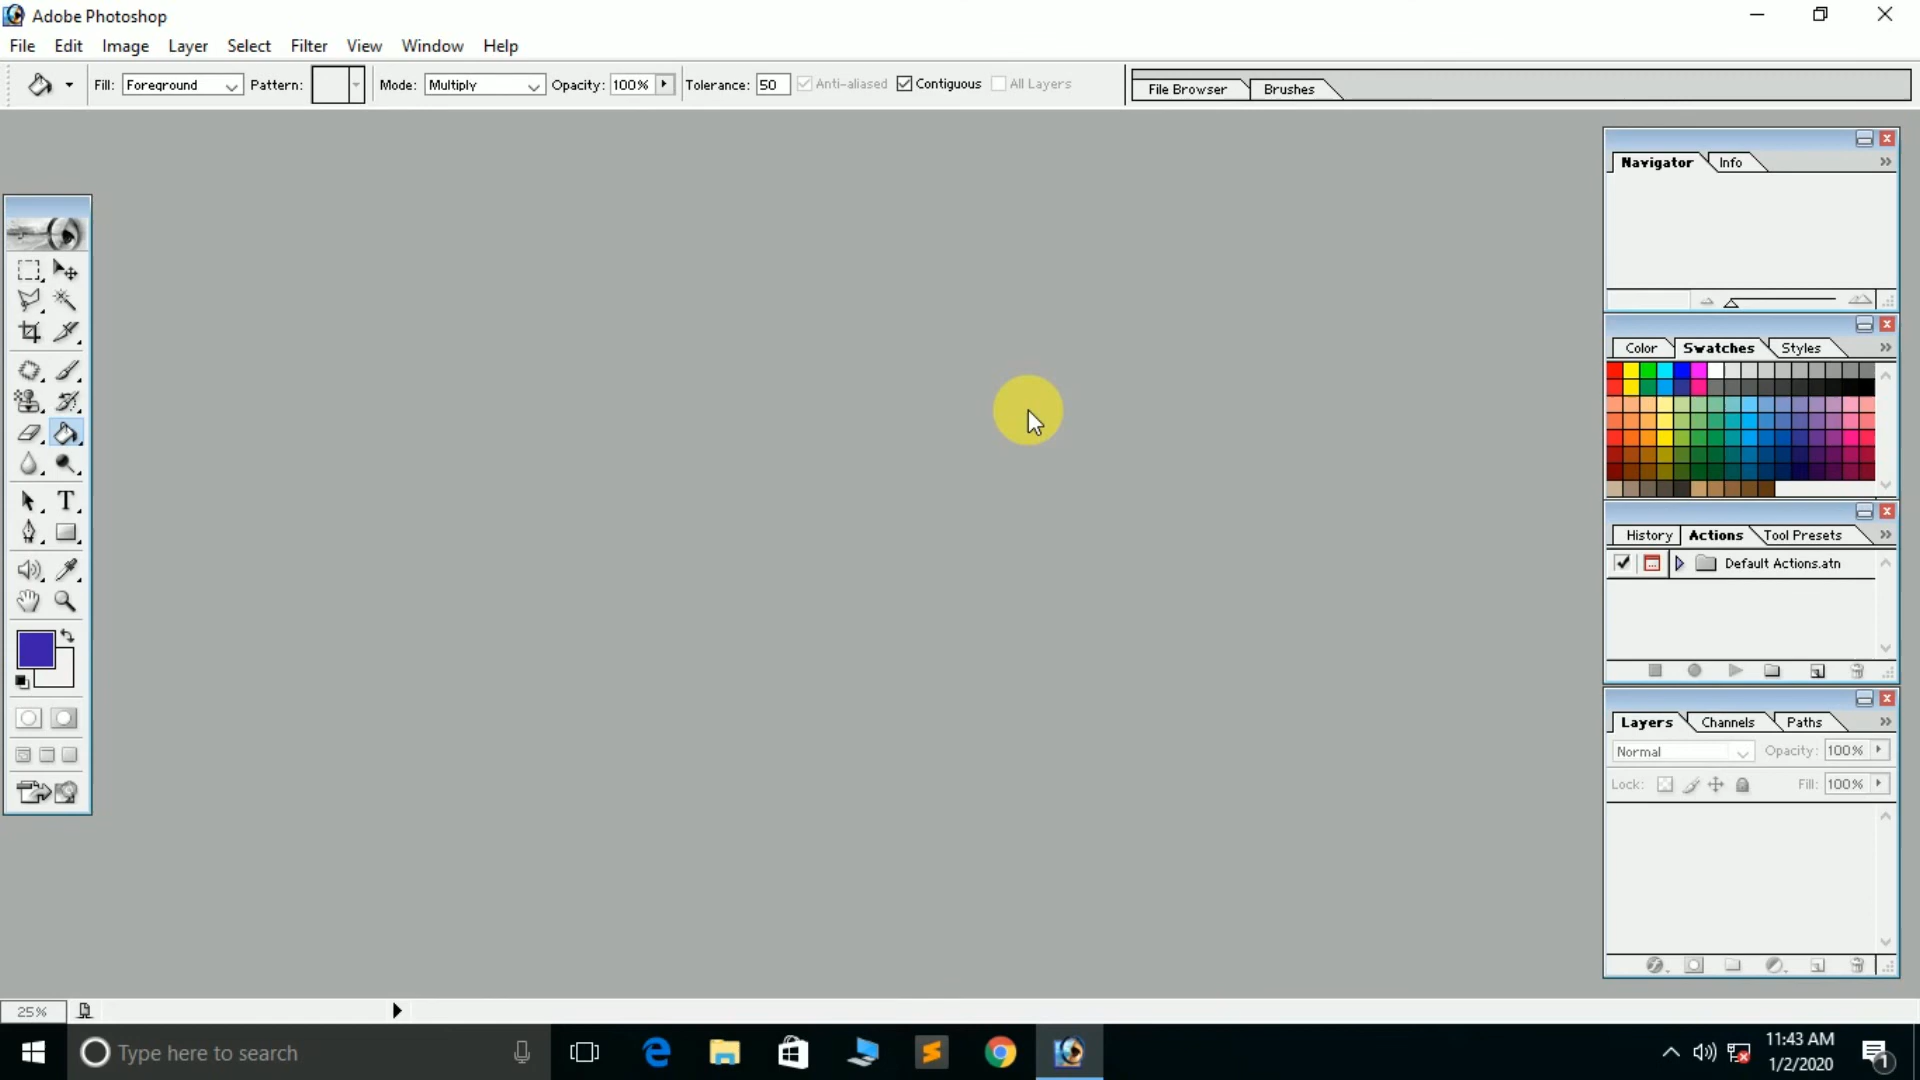 Adobe Photoshop
File Edit Image Layer Select Filter View Window Help
Fill: Foreground Pattern: Mode: Multiply Opacity: 100% Tolerance: 50 Anti-aliased Contiguous All Layers File Browser Brushes
Navigator Info
Color Swatches Styles
T
History Actions Tool Presets
Default Actions.atn
Layers Channels Paths
Normal Opacity: 100%
Lock: Fill: 100%
25%
Type here to search
11:43 AM
1/2/2020
1